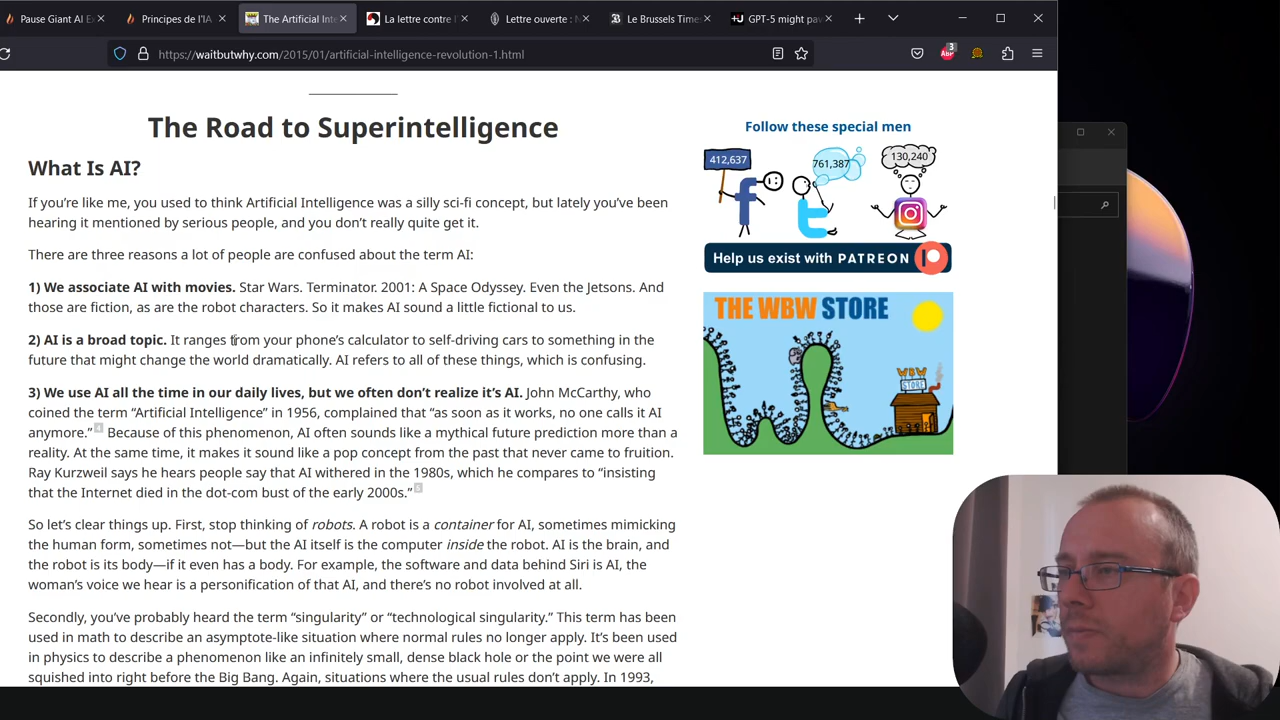 Pause Giant AI Ex
Principes de l'IA
The Artificial Inte
La lettre contre l'
Lettre ouverte : N
Le Brussels Times
GPT-5 might pav
https://waitbutwhy.com/2015/01/artificial-intelligence-revolution-1.html
3
The Road to Superintelligence
What Is AI?
If you’re like me, you used to think Artificial Intelligence was a silly sci-fi concept, but lately you’ve been
hearing it mentioned by serious people, and you don’t really quite get it.
There are three reasons a lot of people are confused about the term AI:
1) We associate AI with movies. Star Wars. Terminator. 2001: A Space Odyssey. Even the Jetsons. And
those are fiction, as are the robot characters. So it makes AI sound a little fictional to us.
2) AI is a broad topic. It ranges from your phone’s calculator to self-driving cars to something in the
future that might change the world dramatically. AI refers to all of these things, which is confusing.
3) We use AI all the time in our daily lives, but we often don’t realize it’s AI. John McCarthy, who
coined the term “Artificial Intelligence” in 1956, complained that “as soon as it works, no one calls it AI
anymore.” 4 Because of this phenomenon, AI often sounds like a mythical future prediction more than a
reality. At the same time, it makes it sound like a pop concept from the past that never came to fruition.
Ray Kurzweil says he hears people say that AI withered in the 1980s, which he compares to “insisting
that the Internet died in the dot-com bust of the early 2000s.” 5
So let’s clear things up. First, stop thinking of robots. A robot is a container for AI, sometimes mimicking
the human form, sometimes not—but the AI itself is the computer inside the robot. AI is the brain, and
the robot is its body—if it even has a body. For example, the software and data behind Siri is AI, the
woman’s voice we hear is a personification of that AI, and there’s no robot involved at all.
Secondly, you’ve probably heard the term “singularity” or “technological singularity.” This term has been
used in math to describe an asymptote-like situation where normal rules no longer apply. It’s been used
in physics to describe a phenomenon like an infinitely small, dense black hole or the point we were all
squished into right before the Big Bang. Again, situations where the usual rules don’t apply. In 1993,
Follow these special men
412,637
761,387
130,240
Help us exist with PATREON
THE WBW STORE
WBW
STORE